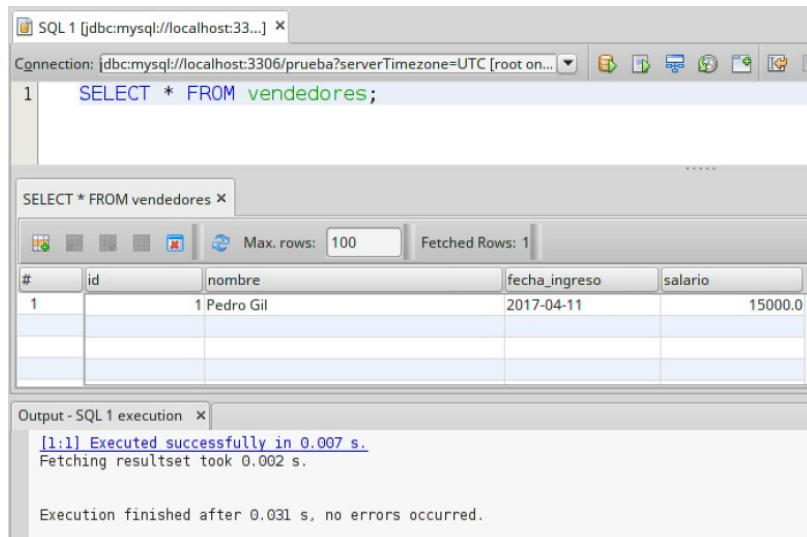 SQL 1 [jdbc:mysql://localhost:33...]
Connection: jdbc:mysql://localhost:3306/prueba?serverTimezone=UTC [root on...
1 SELECT * FROM vendedores;
SELECT * FROM vendedores
Max. rows: 100 Fetched Rows: 1
# id nombre fecha_ingreso salario
1 1 Pedro Gil 2017-04-11 15000.0
Output - SQL 1 execution
[1:1] Executed successfully in 0.007 s.
Fetching resultset took 0.002 s.
Execution finished after 0.031 s, no errors occurred.